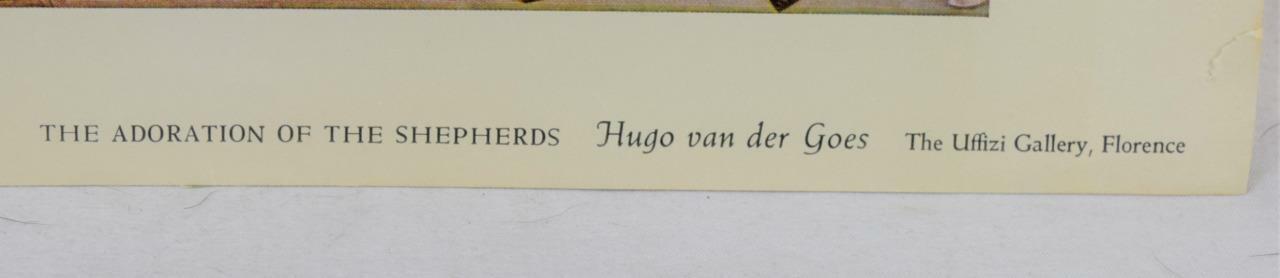 THE ADORATION OF THE SHEPHERDS Hugo van der Goes The Uffizi Gallery, Florence